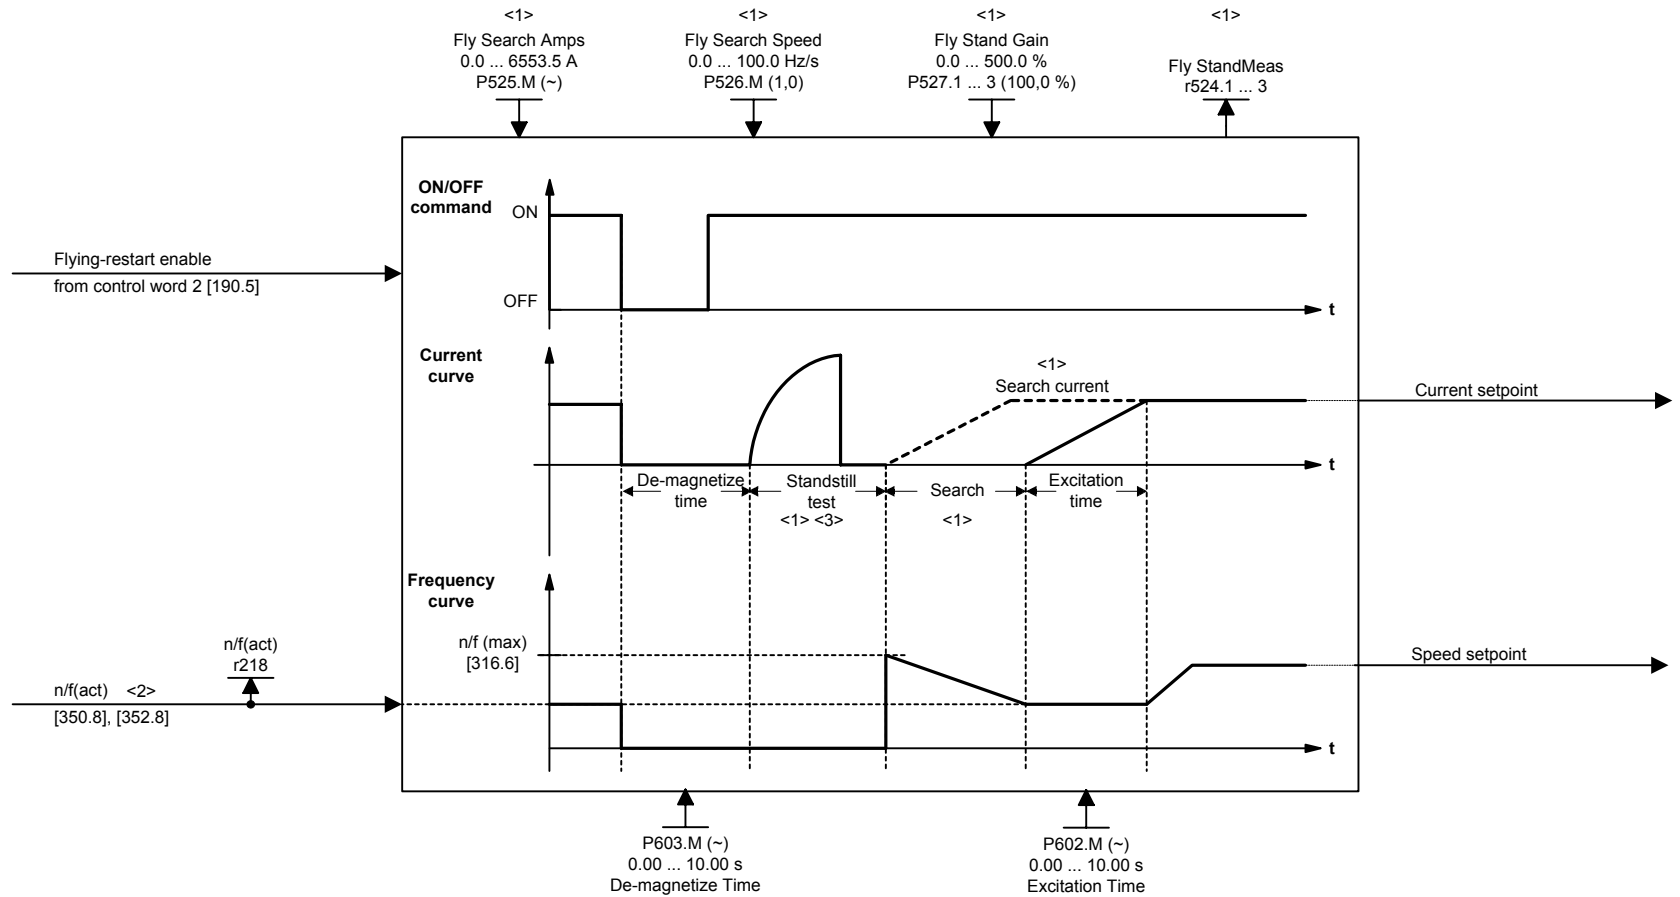 <1>
Fly Search Amps
0.0 ... 6553.5 A
P525.M (~)
<1>
Fly Search Speed
0.0 ... 100.0 Hz/s
P526.M (1,0)
<1>
Fly Stand Gain
0.0 ... 500.0 %
P527.1 ... 3 (100,0 %)
<1>
Fly StandMeas
r524.1 ... 3
ON/OFF
command
ON
OFF
t
Flying-restart enable
from control word 2 [190.5]
Current
curve
<1>
Search current
Current setpoint
t
De-magnetize
time
Standstill
test
<1> <3>
Search
<1>
Excitation
time
Frequency
curve
n/f (max)
[316.6]
n/f(act)
r218
n/f(act) <2>
[350.8], [352.8]
Speed setpoint
t
P603.M (~)
0.00 ... 10.00 s
De-magnetize Time
P602.M (~)
0.00 ... 10.00 s
Excitation Time